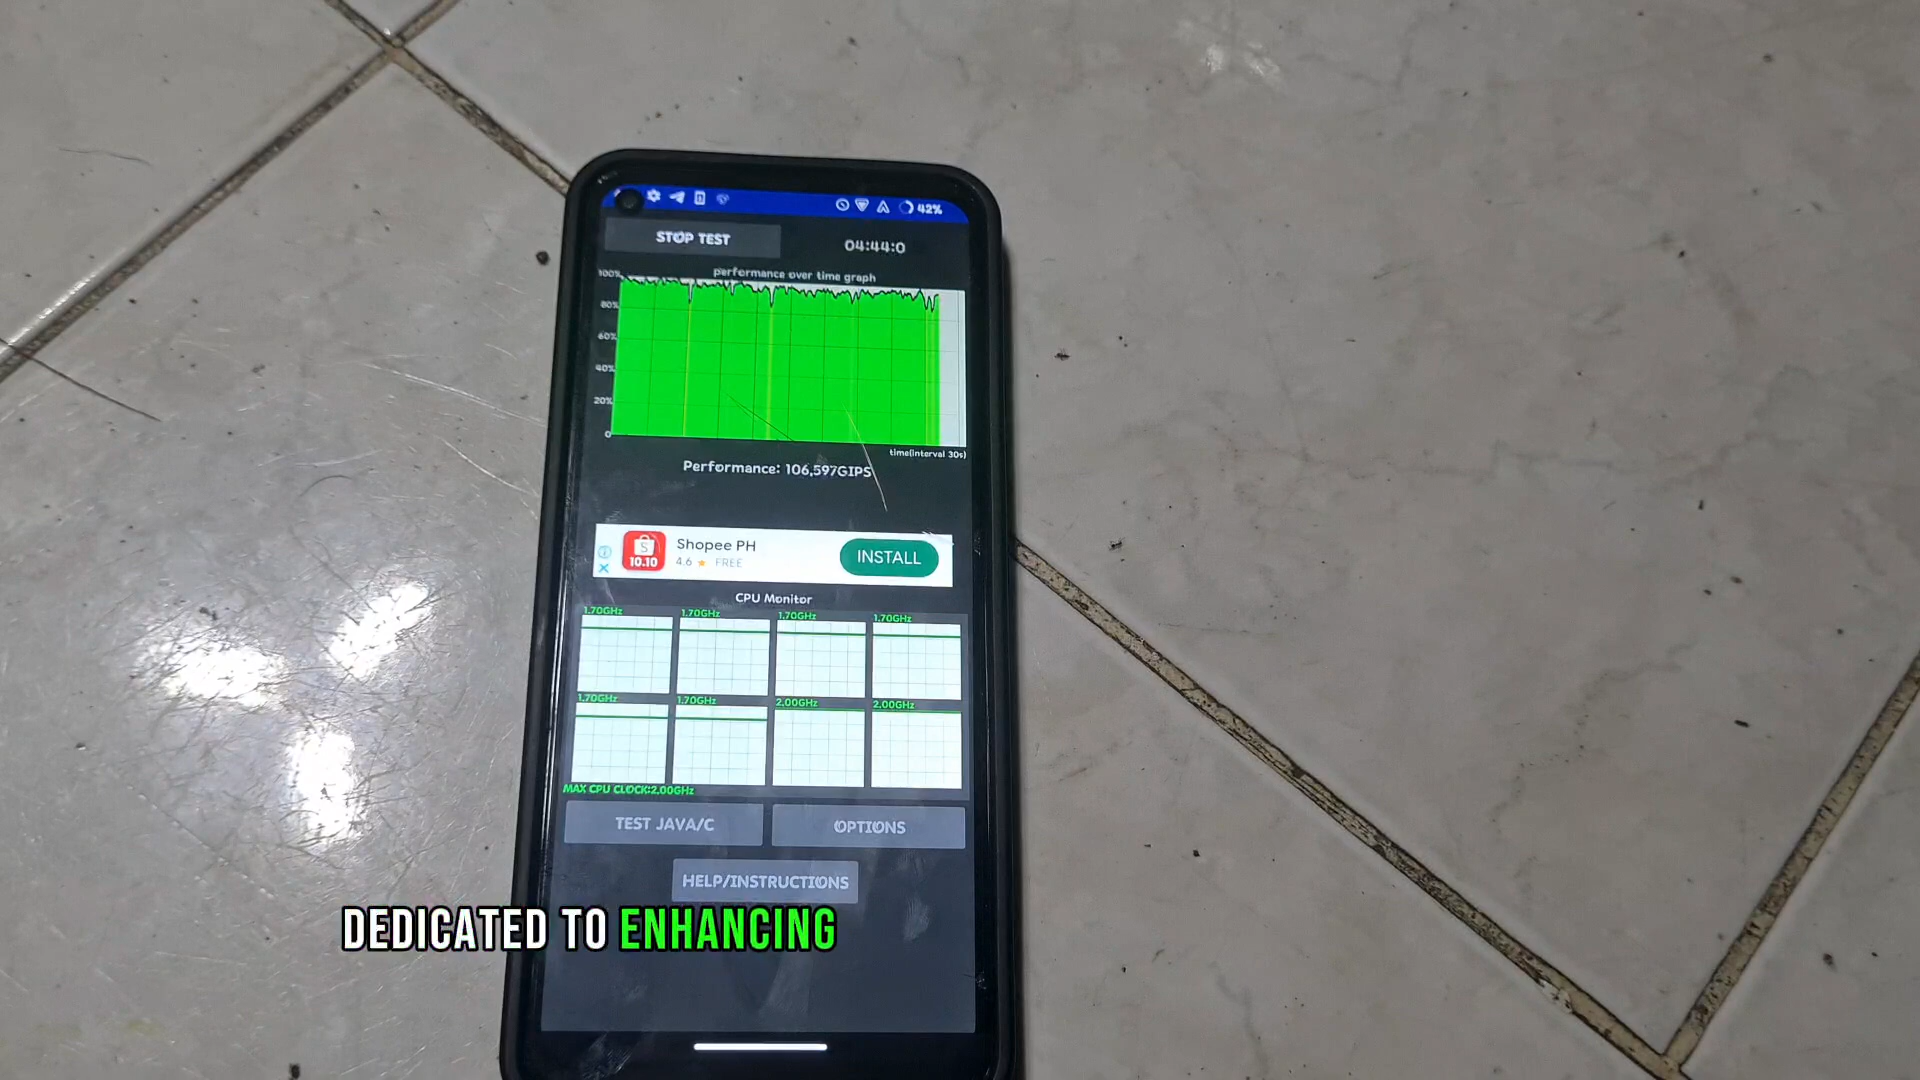 42%
STOP TEST
04:44:0
performance over time graph
100%
80%
60%
40%
20%
0
time(interval 30s)
Performance: 106,597GIPS
Shopee PH
4.6 ★ FREE
S
10.10
INSTALL
CPU Monitor
1.70GHz 1.70GHz 1.70GHz 1.70GHz
1.70GHz 1.70GHz 2.00GHz 2.00GHz
MAX CPU CLOCK:2.00GHz
TEST JAVA/C
OPTIONS
HELP/INSTRUCTIONS
DEDICATED TO ENHANCING